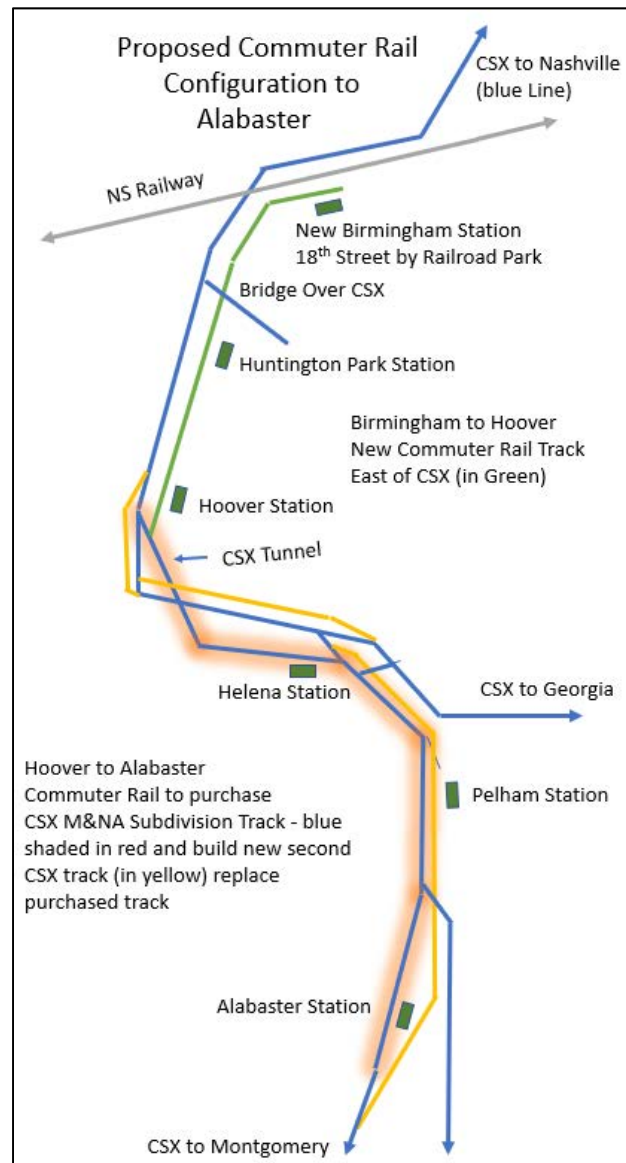 Proposed Commuter Rail
Configuration to
Alabaster
CSX to Nashville
(blue Line)
NS Railway
New Birmingham Station
18th Street by Railroad Park
Bridge Over CSX
Huntington Park Station
Birmingham to Hoover
New Commuter Rail Track
East of CSX (in Green)
Hoover Station
CSX Tunnel
Helena Station
CSX to Georgia
Hoover to Alabaster
Commuter Rail to purchase
CSX M&NA Subdivision Track - blue
shaded in red and build new second
CSX track (in yellow) replace
purchased track
Pelham Station
Alabaster Station
CSX to Montgomery